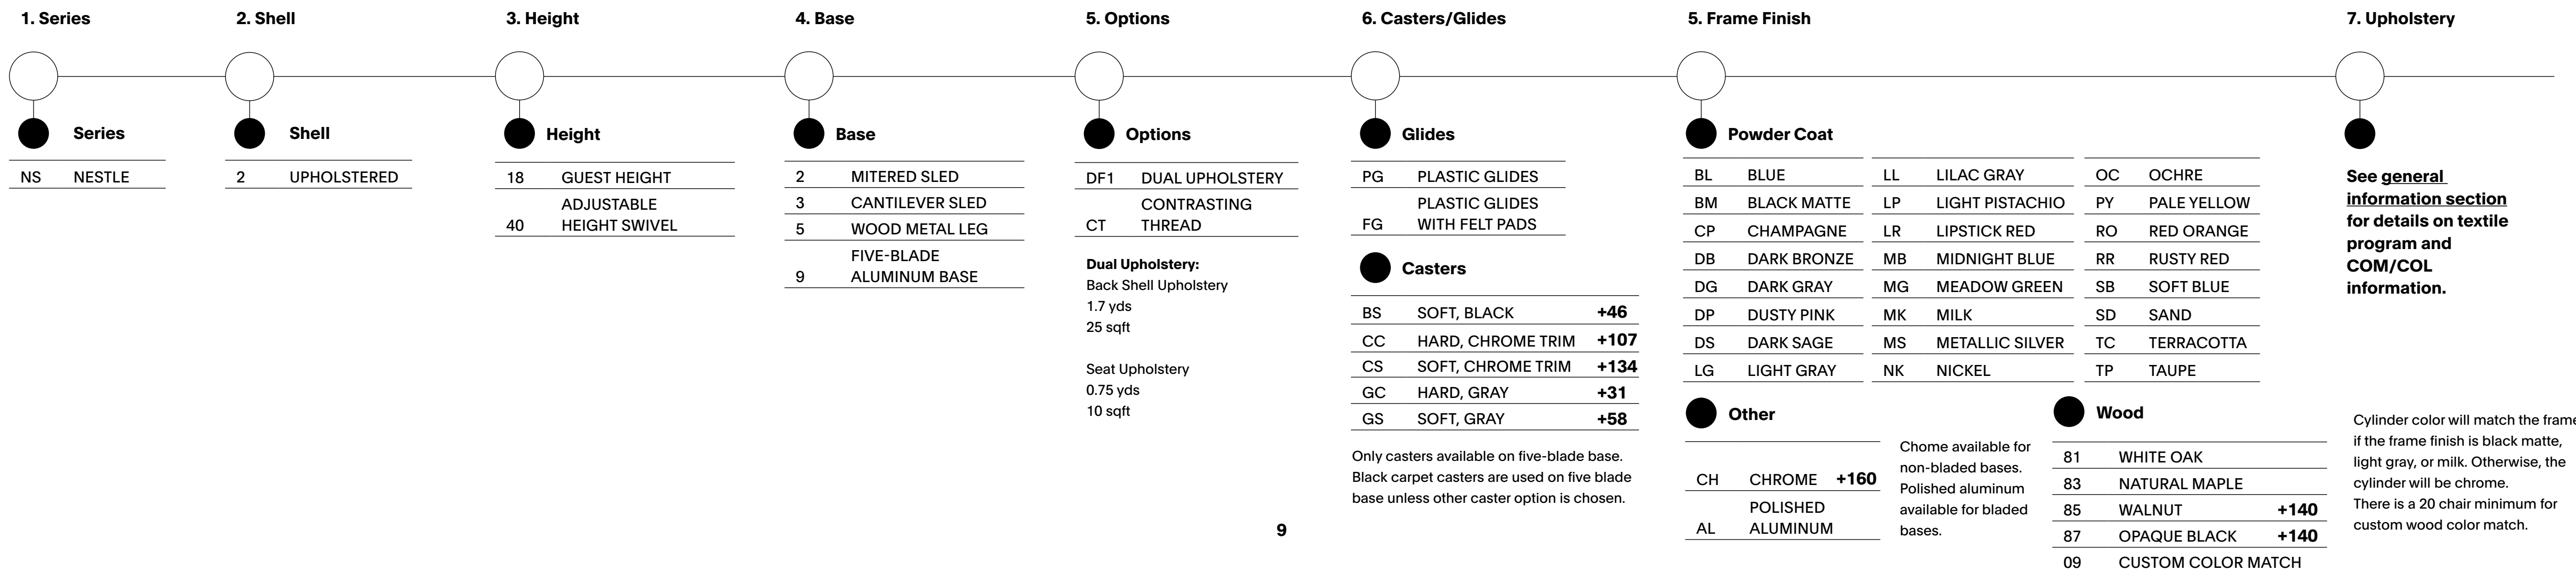 1. Series
2. Shell
3. Height
4. Base
5. Options
6. Casters/Glides
5. Frame Finish
7. Upholstery
Series
NS NESTLE
Shell
2 UPHOLSTERED
Height
18 GUEST HEIGHT
ADJUSTABLE
40 HEIGHT SWIVEL
Base
2 MITERED SLED
3 CANTILEVER SLED
5 WOOD METAL LEG
FIVE-BLADE
9 ALUMINUM BASE
Options
DF1 DUAL UPHOLSTERY
CONTRASTING
CT THREAD
Dual Upholstery:
Back Shell Upholstery
1.7 yds
25 sqft
Seat Upholstery
0.75 yds
10 sqft
Glides
PG PLASTIC GLIDES
PLASTIC GLIDES
FG WITH FELT PADS
Casters
BS SOFT, BLACK +46
CC HARD, CHROME TRIM +107
CS SOFT, CHROME TRIM +134
GC HARD, GRAY +31
GS SOFT, GRAY +58
Only casters available on five-blade base.
Black carpet casters are used on five blade
base unless other caster option is chosen.
Powder Coat
BL BLUE
BM BLACK MATTE
CP CHAMPAGNE
DB DARK BRONZE
DG DARK GRAY
DP DUSTY PINK
DS DARK SAGE
LG LIGHT GRAY
LL LILAC GRAY
LP LIGHT PISTACHIO
LR LIPSTICK RED
MB MIDNIGHT BLUE
MG MEADOW GREEN
MK MILK
MS METALLIC SILVER
NK NICKEL
OC OCHRE
PY PALE YELLOW
RO RED ORANGE
RR RUSTY RED
SB SOFT BLUE
SD SAND
TC TERRACOTTA
TP TAUPE
Other
CH CHROME +160
POLISHED
AL ALUMINUM
Chome available for
non-bladed bases.
Polished aluminum
available for bladed
bases.
Wood
81 WHITE OAK
83 NATURAL MAPLE
85 WALNUT +140
87 OPAQUE BLACK +140
09 CUSTOM COLOR MATCH
See general
information section
for details on textile
program and
COM/COL
information.
Cylinder color will match the frame
if the frame finish is black matte,
light gray, or milk. Otherwise, the
cylinder will be chrome.
There is a 20 chair minimum for
custom wood color match.
9